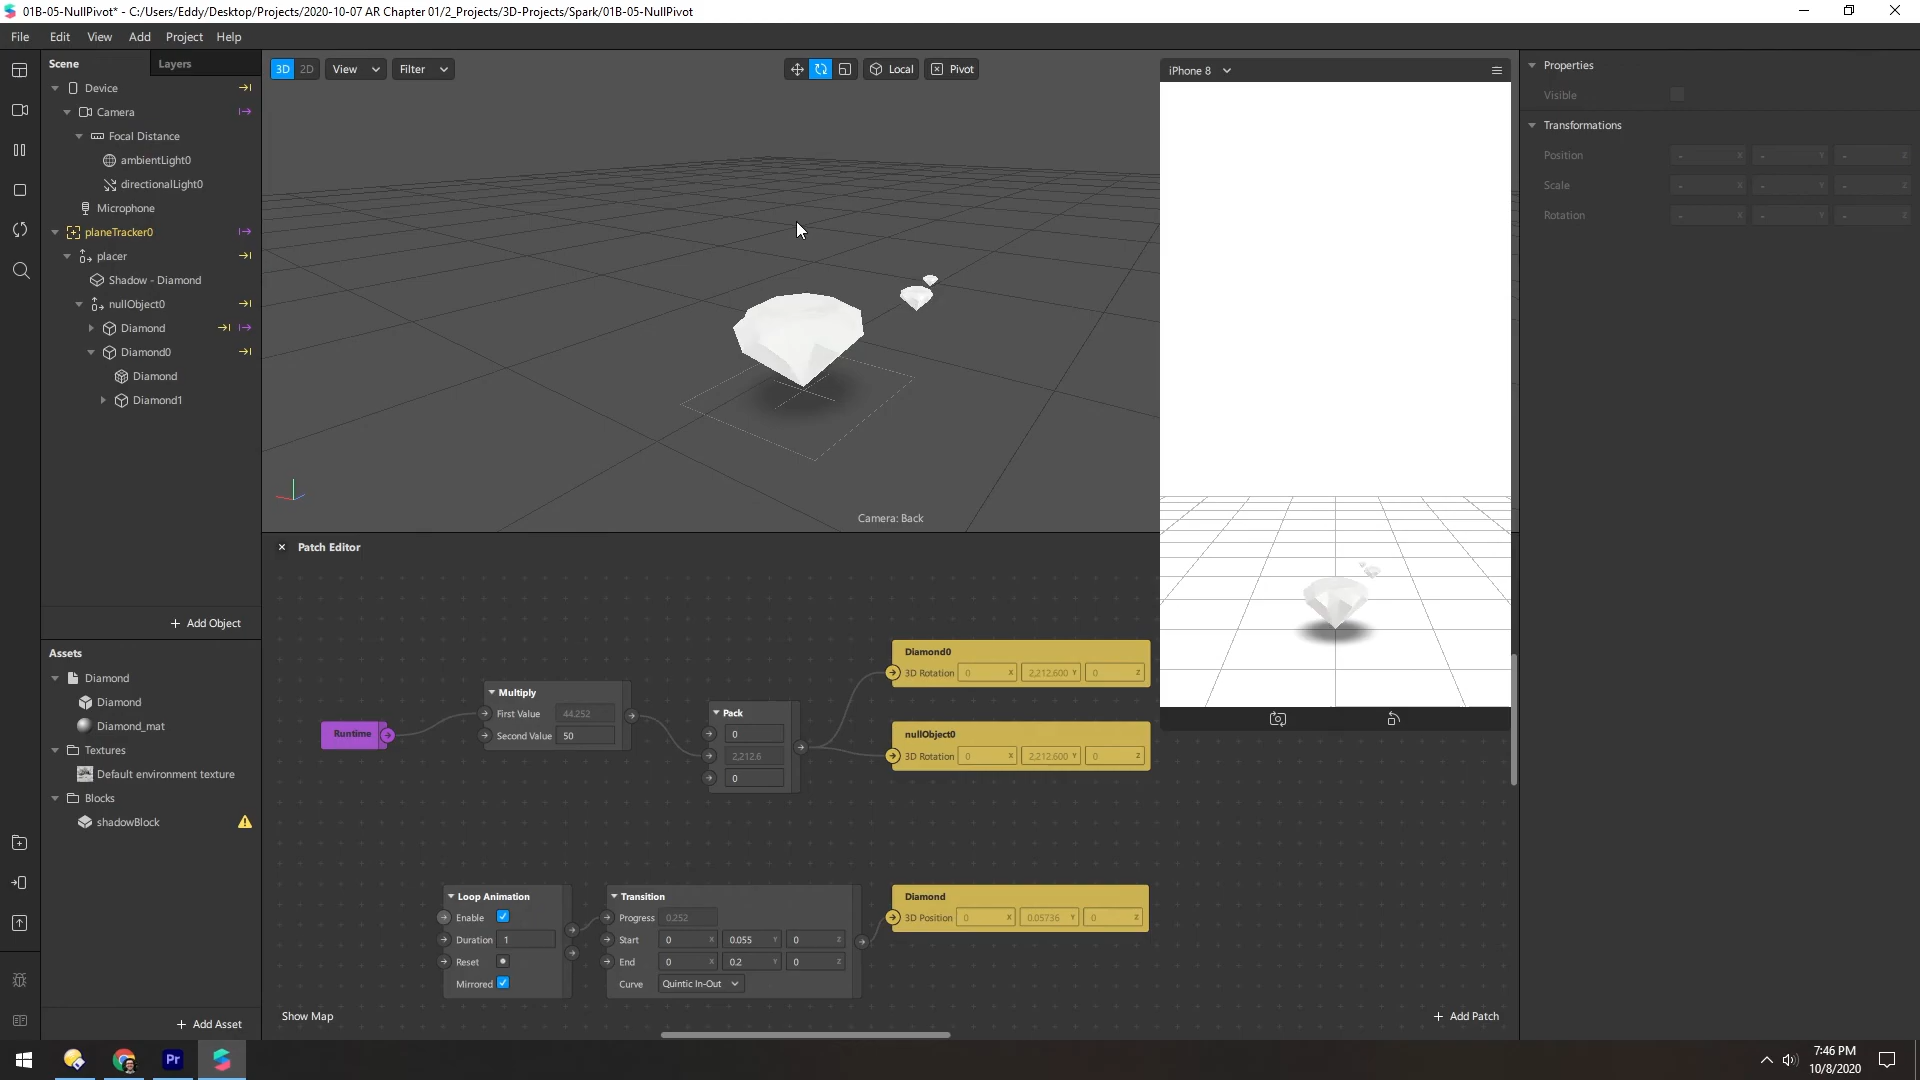 01B-05-NullPivot* - C:/Users/Eddy/Desktop/Projects/2020-10-07 AR Chapter 01/2_Projects/3D-Projects/Spark/01B-05-NullPivot
File Edit View Add Project Help
Scene Layers
Device
Camera
Focal Distance
ambientLight0
directionalLight0
Microphone
planeTracker0
placer
Shadow - Diamond
nullObject0
Diamond
Diamond0
Diamond
Diamond1
+ Add Object
Assets
Diamond
Diamond
Diamond_mat
Textures
Default environment texture
Blocks
shadowBlock
+ Add Asset
3D 2D View Filter Local Pivot
Camera: Back
iPhone 8
Patch Editor
Runtime
Multiply
First Value 44.252
Second Value 50
Pack
0
2,212.6
0
Diamond0
3D Rotation 0 X 2,212.600 Y 0 Z
nullObject0
3D Rotation 0 X 2,212.600 Y 0 Z
Loop Animation
Enable
Duration 1
Reset
Mirrored
Transition
Progress 0.252
Start 0 X 0.055 Y 0 Z
End 0 X 0.2 Y 0 Z
Curve Quintic In-Out
Diamond
3D Position 0 X 0.05736 Y 0 Z
Show Map
+ Add Patch
Properties
Visible
Transformations
Position - X - Y - Z
Scale - X - Y - Z
Rotation - X - Y - Z
Pr
7:46 PM
10/8/2020